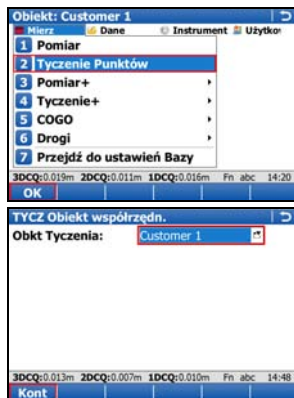 Obiekt: Customer 1
Mierz Dane Instrument Użytko
1 Pomiar
2 Tyczenie Punktów
3 Pomiar+
4 Tyczenie+
5 COGO
6 Drogi
7 Przejdź do ustawień Bazy
3DCQ:0.019m 2DCQ:0.011m 1DCQ:0.016m Fn abc 14:20
OK
TYCZ Obiekt współrzędn.
Obkt Tyczenia: Customer 1
3DCQ:0.013m 2DCQ:0.007m 1DCQ:0.010m Fn abc 14:48
Kont